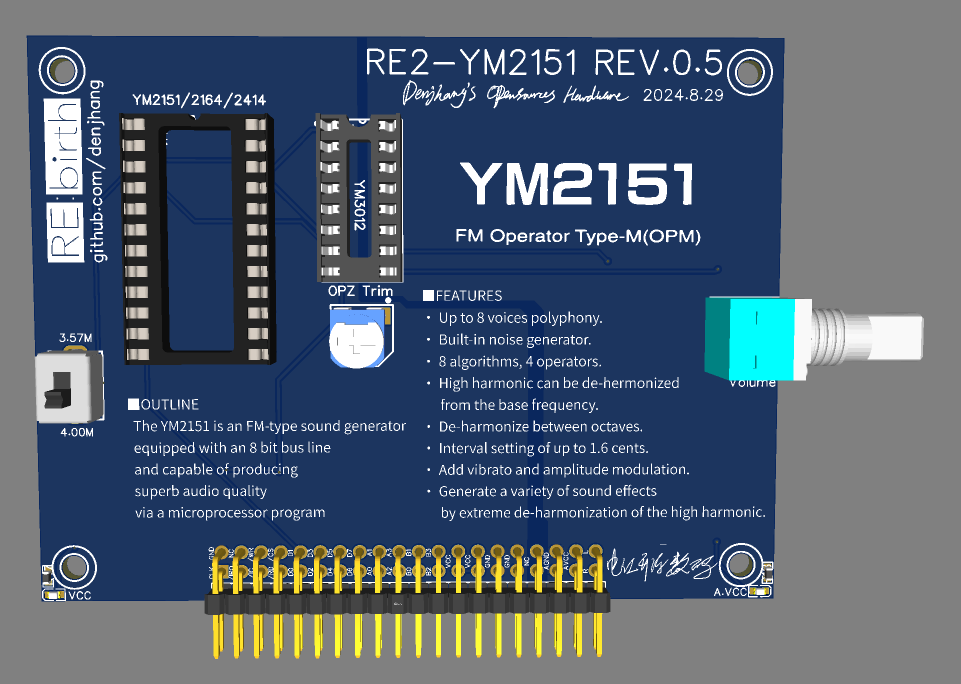 RE2-YM2151 REV.0.5
Denjhang's Opensources Hardware 2024.8.29
YM2151/2164/2414
RE:birth
github.com/denjhang
YM3012
YM2151
FM Operator Type-M(OPM)
OPZ Trim
■FEATURES
· Up to 8 voices polyphony.
· Built-in noise generator.
· 8 algorithms, 4 operators.
· High harmonic can be de-hermonized
from the base frequency.
· De-harmonize between octaves.
· Interval setting of up to 1.6 cents.
· Add vibrato and amplitude modulation.
· Generate a variety of sound effects
by extreme de-harmonization of the high harmonic.
Volume
3.57M
4.00M
■OUTLINE
The YM2151 is an FM-type sound generator
equipped with an 8 bit bus line
and capable of producing
superb audio quality
via a microprocessor program
VCC
A.VCC